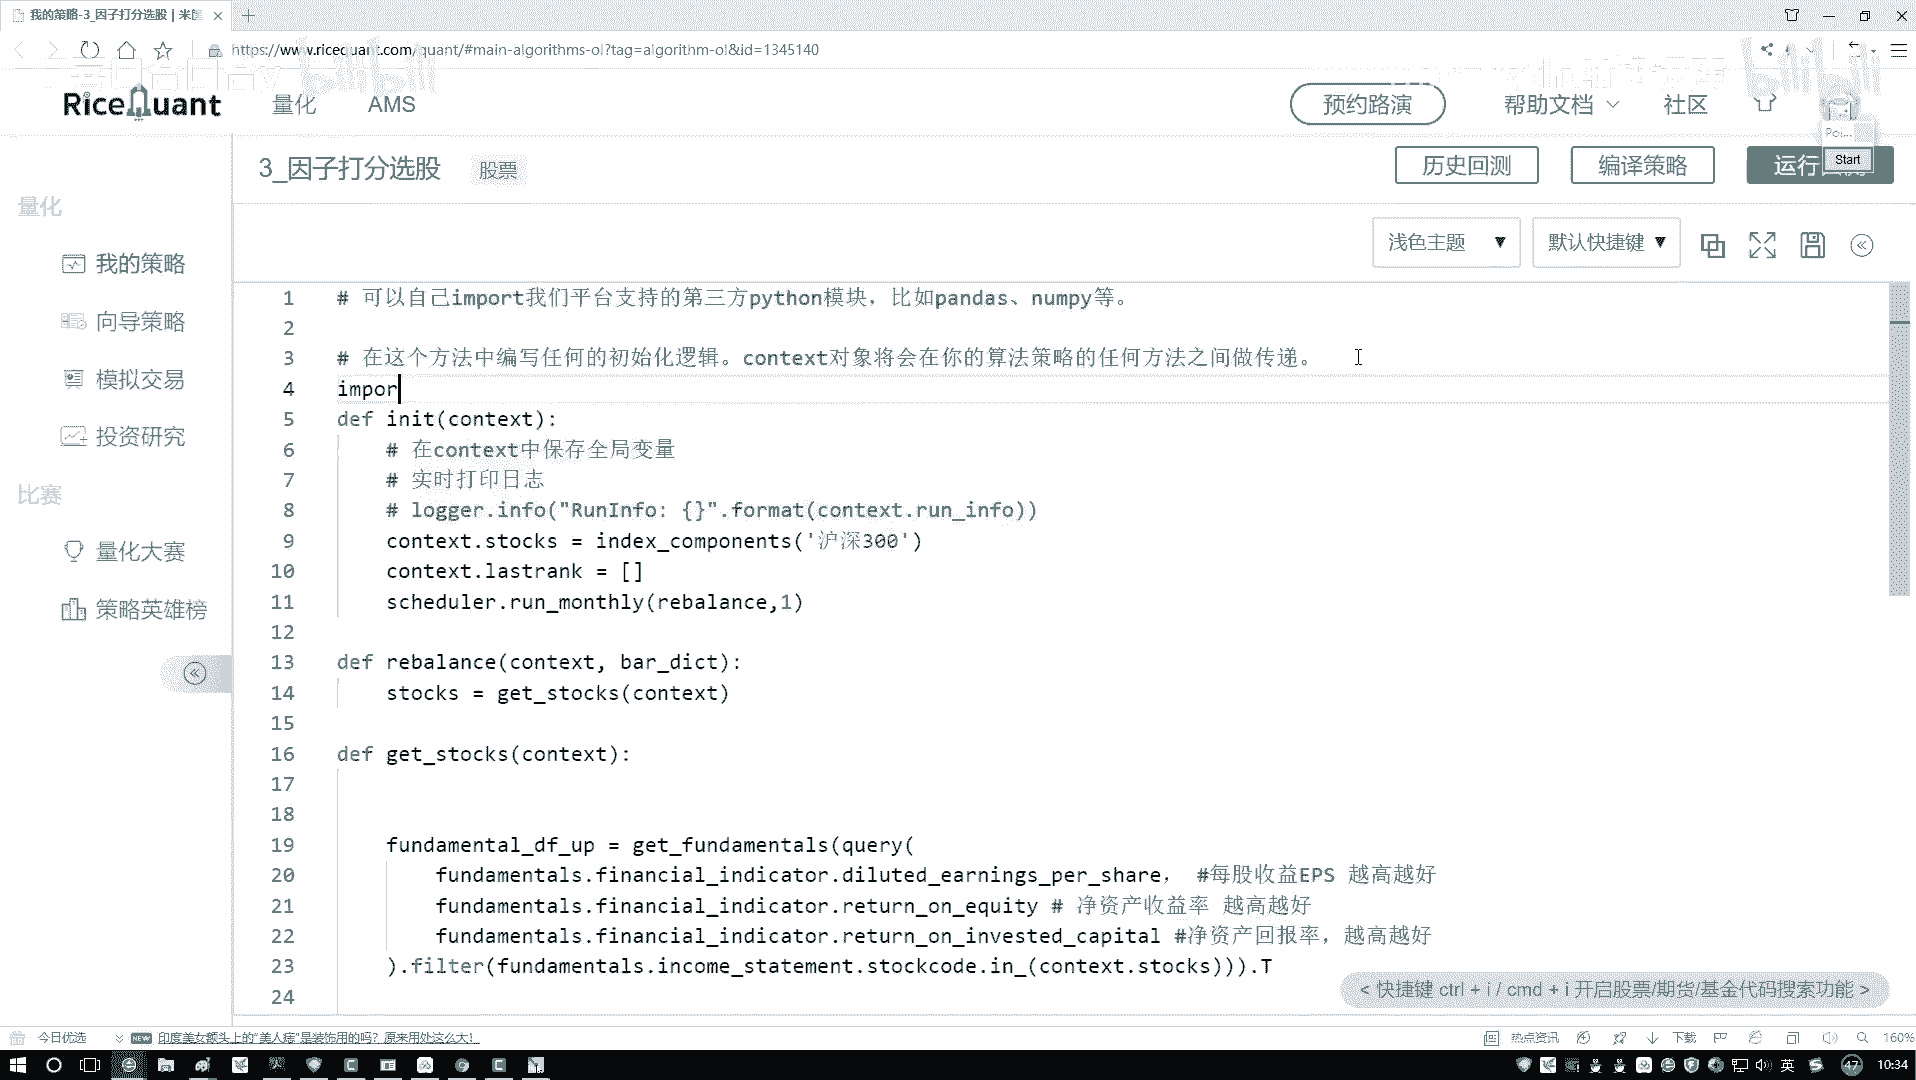 我的策略-3_因子打分选股 | 米
https://www.ricequant.com/quant/#main-algorithms-ol?tag=algorithm-ol&id=1345140
RiceQuant 量化 AMS 预约路演 帮助文档 社区
Poi...
Start
3_因子打分选股 股票 历史回测 编译策略 运行
浅色主题 默认快捷键
量化
我的策略
向导策略
模拟交易
投资研究
比赛
量化大赛
策略英雄榜
1 # 可以自己import我们平台支持的第三方python模块，比如pandas、numpy等。
2
3 # 在这个方法中编写任何的初始化逻辑。context对象将会在你的算法策略的任何方法之间做传递。
4 impor
5 def init(context):
6 # 在context中保存全局变量
7 # 实时打印日志
8 # logger.info("RunInfo: {}".format(context.run_info))
9 context.stocks = index_components('沪深300')
10 context.lastrank = []
11 scheduler.run_monthly(rebalance,1)
12
13 def rebalance(context, bar_dict):
14 stocks = get_stocks(context)
15
16 def get_stocks(context):
17
18
19 fundamental_df_up = get_fundamentals(query(
20 fundamentals.financial_indicator.diluted_earnings_per_share， #每股收益EPS 越高越好
21 fundamentals.financial_indicator.return_on_equity # 净资产收益率 越高越好
22 fundamentals.financial_indicator.return_on_invested_capital #净资产回报率，越高越好
23 ).filter(fundamentals.income_statement.stockcode.in_(context.stocks))).T
24
< 快捷键 ctrl + i / cmd + i 开启股票/期货/基金代码搜索功能 >
今日优选 NEW 印度美女额头上的“美人痣”是装饰用的吗？原来用处这么大！ 热点资讯 下载 160%
英 47 10:34
bilibili